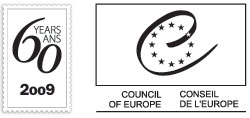 60 YEARS
ANS
2009
COUNCIL
OF EUROPE
CONSEIL
DE L'EUROPE